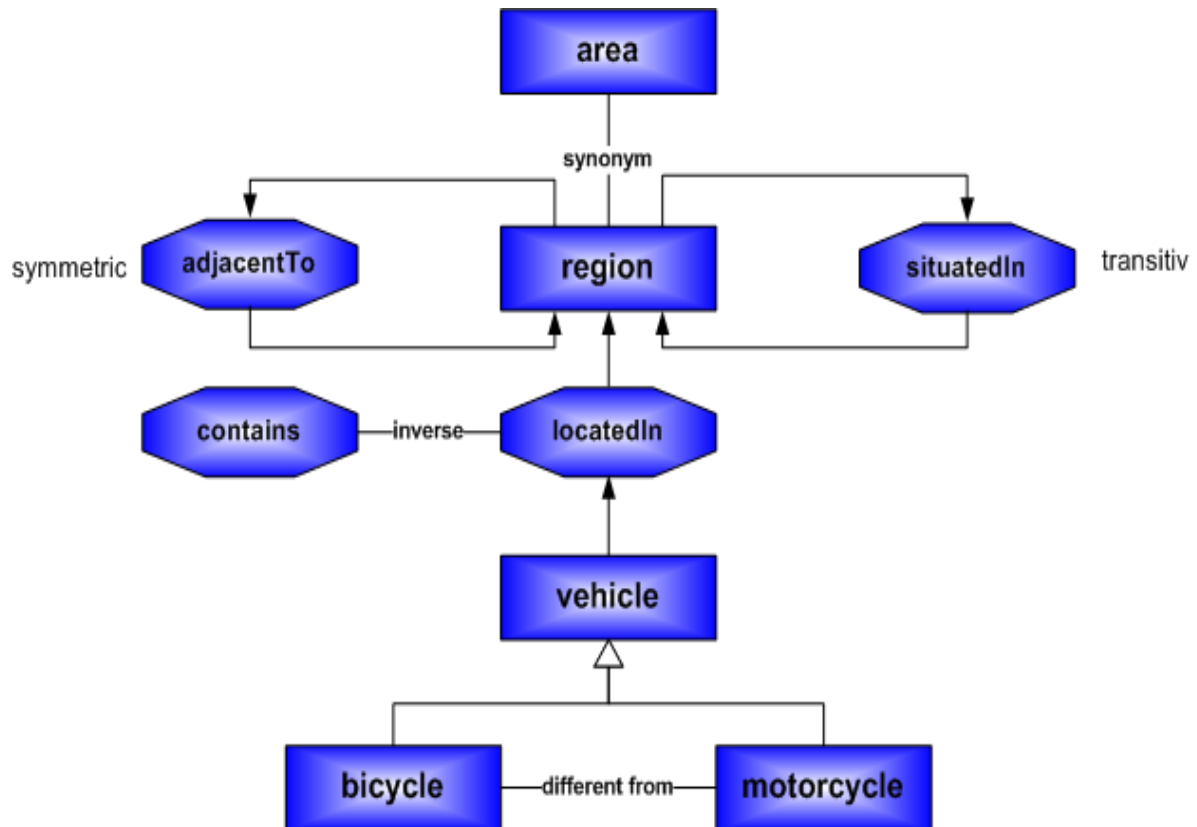 area
synonym
symmetric
adjacentTo
region
situatedIn
transitiv
contains
inverse
locatedIn
vehicle
bicycle
different from
motorcycle